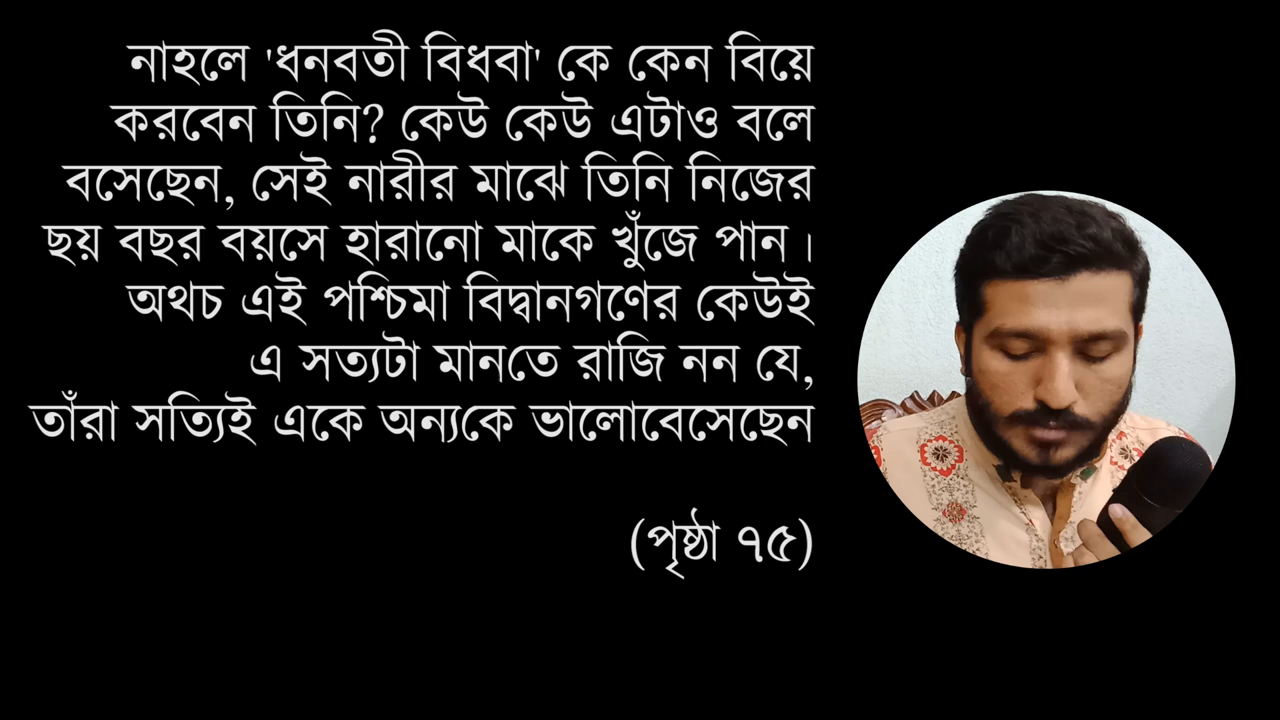 নাহলে 'ধনবতী বিধবা' কে কেন বিয়ে
করবেন তিনি? কেউ কেউ এটাও বলে
বসেছেন, সেই নারীর মাঝে তিনি নিজের
ছয় বছর বয়সে হারানো মাকে খুঁজে পান।
অথচ এই পশ্চিমা বিদ্বানগণের কেউই
এ সত্যটা মানতে রাজি নন যে,
তাঁরা সত্যিই একে অন্যকে ভালোবেসেছেন
(পৃষ্ঠা ৭৫)